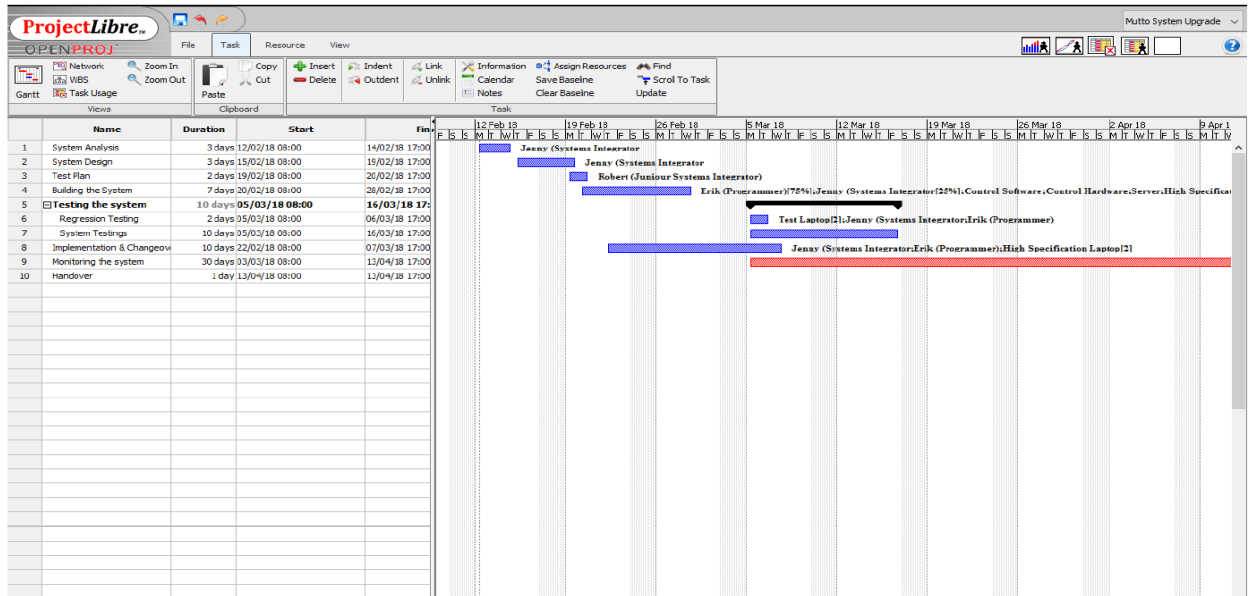 ProjectLibre™
OPENPROJ
Mutto System Upgrade
File Task Resource View
Gantt
Network
WBS
Task Usage
Zoom In
Zoom Out
Views
Paste
Copy
Cut
Clipboard
Insert
Delete
Indent
Outdent
Link
Unlink
Information
Calendar
Notes
Assign Resources
Save Baseline
Clear Baseline
Find
Scroll To Task
Update
Task
Name Duration Start Fin
12 Feb 18 19 Feb 18 26 Feb 18 5 Mar 18 12 Mar 18 19 Mar 18 26 Mar 18 2 Apr 18 9 Apr 1
F S S M T W T F S S M T W T F S S M T W T F S S M T W T F S S M T W T F S S M T W T F S S M T W T F S S M T W T F S S M T W
1 System Analysis 3 days 12/02/18 08:00 14/02/18 17:00 Jenny (Systems Integrator
2 System Design 3 days 15/02/18 08:00 19/02/18 17:00 Jenny (Systems Integrator
3 Test Plan 2 days 19/02/18 08:00 20/02/18 17:00 Robert (Juniour Systems Integrator)
4 Building the System 7 days 20/02/18 08:00 28/02/18 17:00 Erik (Programmer)[75%];Jenny (Systems Integrator[25%];Control Software;Control Hardware;Server;High Specifica
5 Testing the system 10 days 05/03/18 08:00 16/03/18 17:
6 Regression Testing 2 days 05/03/18 08:00 06/03/18 17:00 Test Laptop[2];Jenny (Systems Integrator;Erik (Programmer)
7 System Testings 10 days 05/03/18 08:00 16/03/18 17:00
8 Implementation & Changeov 10 days 22/02/18 08:00 07/03/18 17:00 Jenny (Systems Integrator;Erik (Programmer);High Specification Laptop[2]
9 Monitoring the system 30 days 03/03/18 08:00 13/04/18 17:00
10 Handover 1 day 13/04/18 08:00 13/04/18 17:00